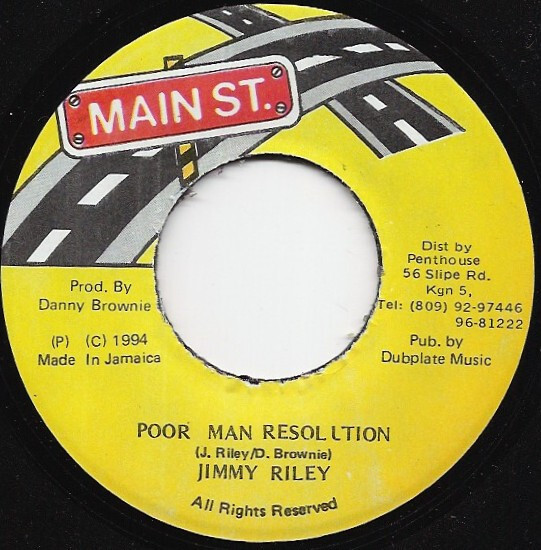 MAIN ST.
Prod. By
Danny Brownie
(P) (C) 1994
Made In Jamaica
Dist by
Penthouse
56 Slipe Rd.
Kgn 5,
Tel: (809) 92-97446
96-81222
Pub. by
Dubplate Music
POOR MAN RESOLUTION
(J. Riley/D. Brownie)
JIMMY RILEY
All Rights Reserved